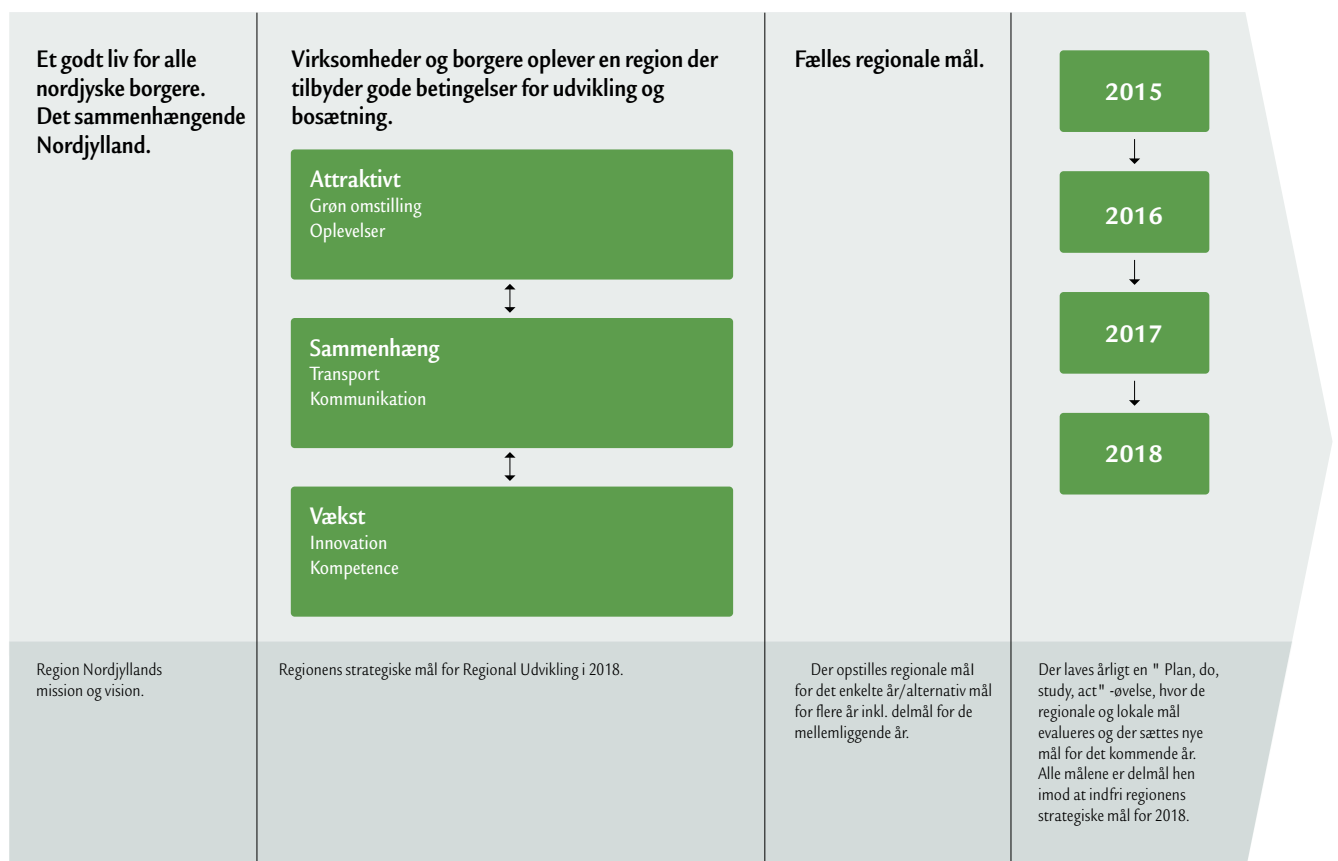 Et godt liv for alle
nordjyske borgere.
Det sammenhængende
Nordjylland.
Virksomheder og borgere oplever en region der
tilbyder gode betingelser for udvikling og
bosætning.
Attraktivt
Grøn omstilling
Oplevelser
Sammenhæng
Transport
Kommunikation
Vækst
Innovation
Kompetence
Fælles regionale mål.
2015
2016
2017
2018
Region Nordjyllands
mission og vision.
Regionens strategiske mål for Regional Udvikling i 2018.
Der opstilles regionale mål
for det enkelte år/alternativ mål
for flere år inkl. delmål for de
mellemliggende år.
Der laves årligt en " Plan, do,
study, act" -øvelse, hvor de
regionale og lokale mål
evalueres og der sættes nye
mål for det kommende år.
Alle målene er delmål hen
imod at indfri regionens
strategiske mål for 2018.